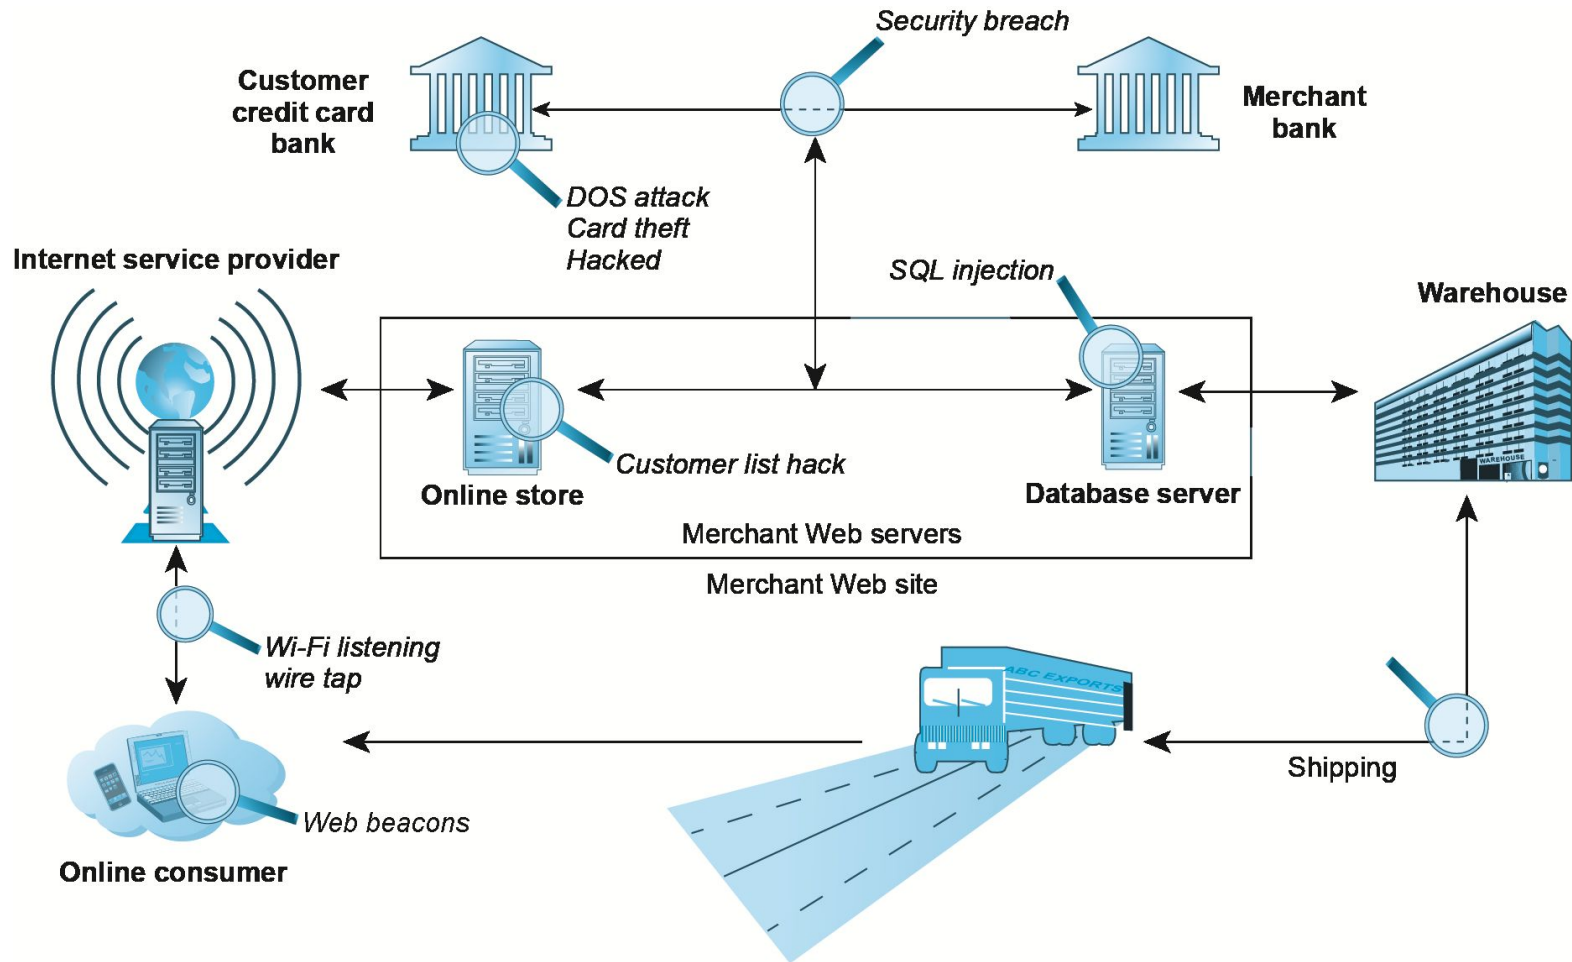 Security breach
Customer
credit card
bank
Merchant
bank
DOS attack
Card theft
Hacked
Internet service provider
SQL injection
Warehouse
WAREHOUSE
Customer list hack
Online store
Database server
Merchant Web servers
Merchant Web site
Wi-Fi listening
wire tap
ABC EXPORTS
Shipping
Web beacons
Online consumer